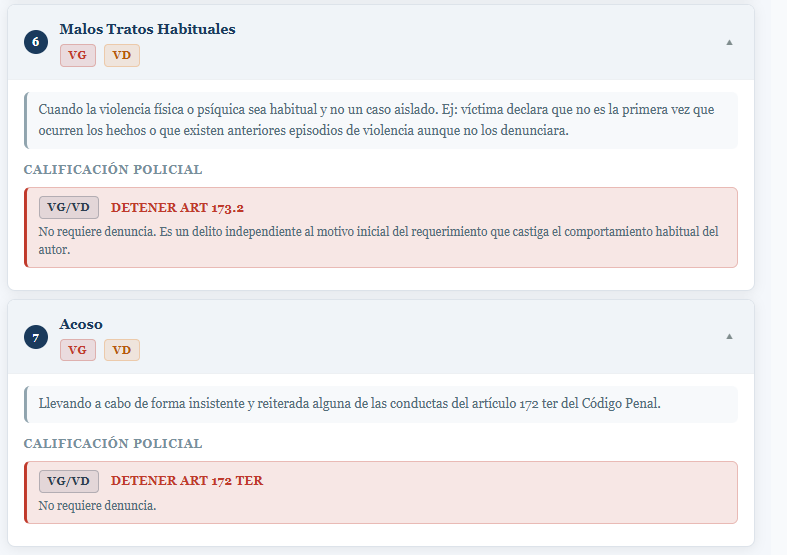 6
Malos Tratos Habituales
VG VD
Cuando la violencia física o psíquica sea habitual y no un caso aislado. Ej: víctima declara que no es la primera vez que
ocurren los hechos o que existen anteriores episodios de violencia aunque no los denunciara.
CALIFICACIÓN POLICIAL
VG/VD DETENER ART 173.2
No requiere denuncia. Es un delito independiente al motivo inicial del requerimiento que castiga el comportamiento habitual del
autor.
7
Acoso
VG VD
Llevando a cabo de forma insistente y reiterada alguna de las conductas del artículo 172 ter del Código Penal.
CALIFICACIÓN POLICIAL
VG/VD DETENER ART 172 TER
No requiere denuncia.